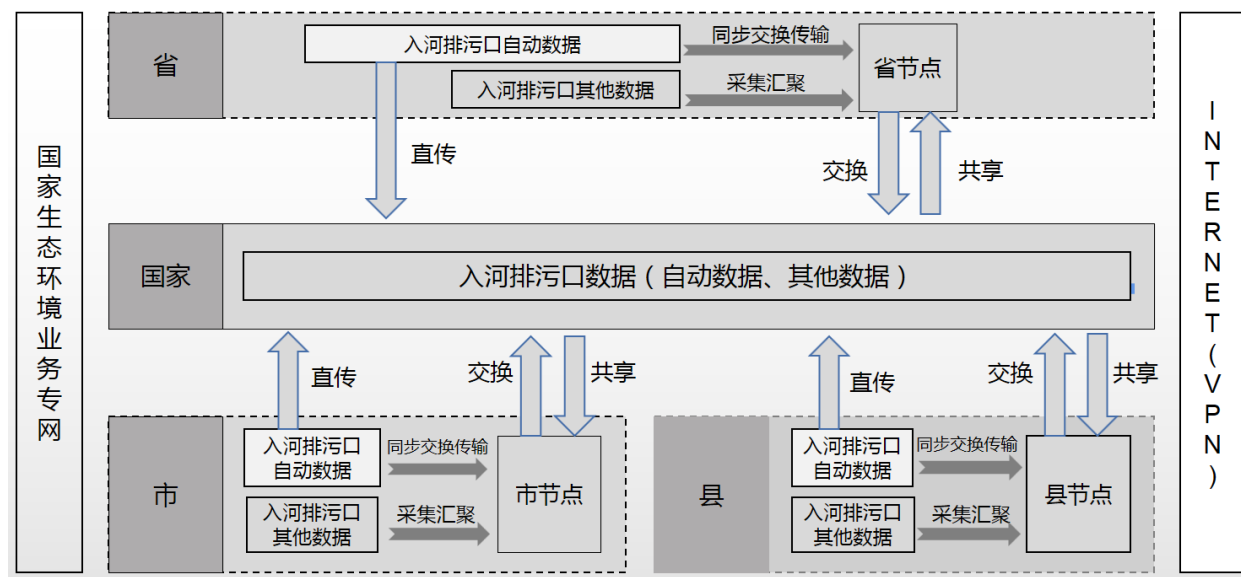 国家生态环境业务专网
省
入河排污口自动数据
同步交换传输
入河排污口其他数据
采集汇聚
省节点
直传
交换
共享
国家
入河排污口数据（自动数据、其他数据）
直传
交换
共享
直传
交换
共享
市
入河排污口
自动数据
同步交换传输
入河排污口
其他数据
采集汇聚
市节点
县
入河排污口
自动数据
同步交换传输
入河排污口
其他数据
采集汇聚
县节点
INTERNET(VPN)